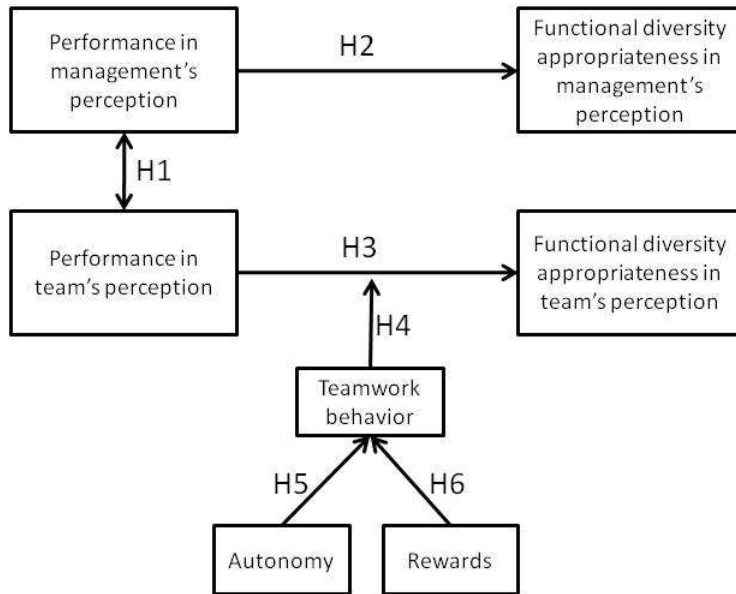 Performance in
management's
perception
H2
Functional diversity
appropriateness in
management's
perception
H1
Performance in
team's perception
H3
Functional diversity
appropriateness in
team's perception
H4
Teamwork
behavior
H5
H6
Autonomy
Rewards